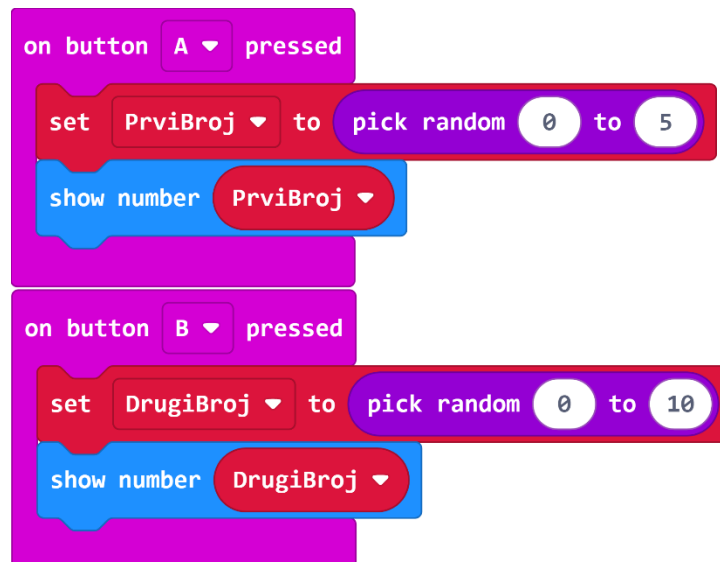 on button A pressed
set PrviBroj to pick random 0 to 5
show number PrviBroj
on button B pressed
set DrugiBroj to pick random 0 to 10
show number DrugiBroj